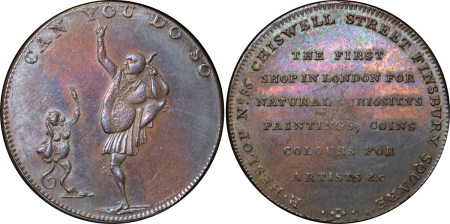 CAN YOU DO SO
R. HESLOP Nº. 86 CHISWELL STREET FINSBURY SQUARE
THE FIRST
SHOP IN LONDON FOR
NATURAL CURIOSITYS
PAINTINGS, COINS
COLOURS FOR
ARTISTS &c